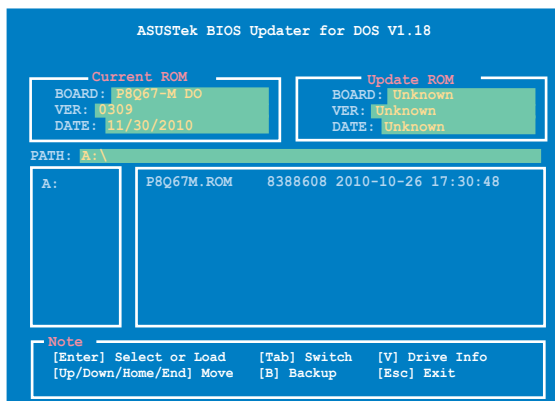 ASUSTek BIOS Updater for DOS V1.18
Current ROM
BOARD: P8Q67-M DO
VER: 0309
DATE: 11/30/2010
Update ROM
BOARD: Unknown
VER: Unknown
DATE: Unknown
PATH: A:\
A:
P8Q67M.ROM 8388608 2010-10-26 17:30:48
Note
[Enter] Select or Load [Tab] Switch [V] Drive Info
[Up/Down/Home/End] Move [B] Backup [Esc] Exit